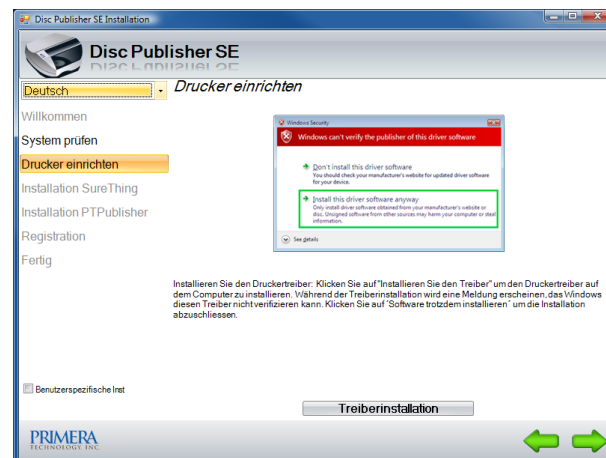 Disc Publisher SE Installation
Disc Publisher SE
Deutsch
Drucker einrichten
Willkommen
System prüfen
Drucker einrichten
Installation SureThing
Installation PTPublisher
Registration
Fertig
Windows Security
Windows can't verify the publisher of this driver software
Don't install this driver software
You should check your manufacturer's website for updated driver software
for your device.
Install this driver software anyway
Only install driver software obtained from your manufacturer's website or
disc. Unsigned software from other sources may harm your computer or steal
information.
See details
Installieren Sie den Druckertreiber: Klicken Sie auf "Installieren Sie den Treiber" um den Druckertreiber auf
dem Computer zu installieren. Während der Treiberinstallation wird eine Meldung erscheinen, das Windows
diesen Treiber nicht verifizieren kann. Klicken Sie auf ´Software trotzdem installieren´ um die Installation
abzuschliessen.
Benutzerspezifische Inst
Treiberinstallation
PRIMERA
TECHNOLOGY, INC.